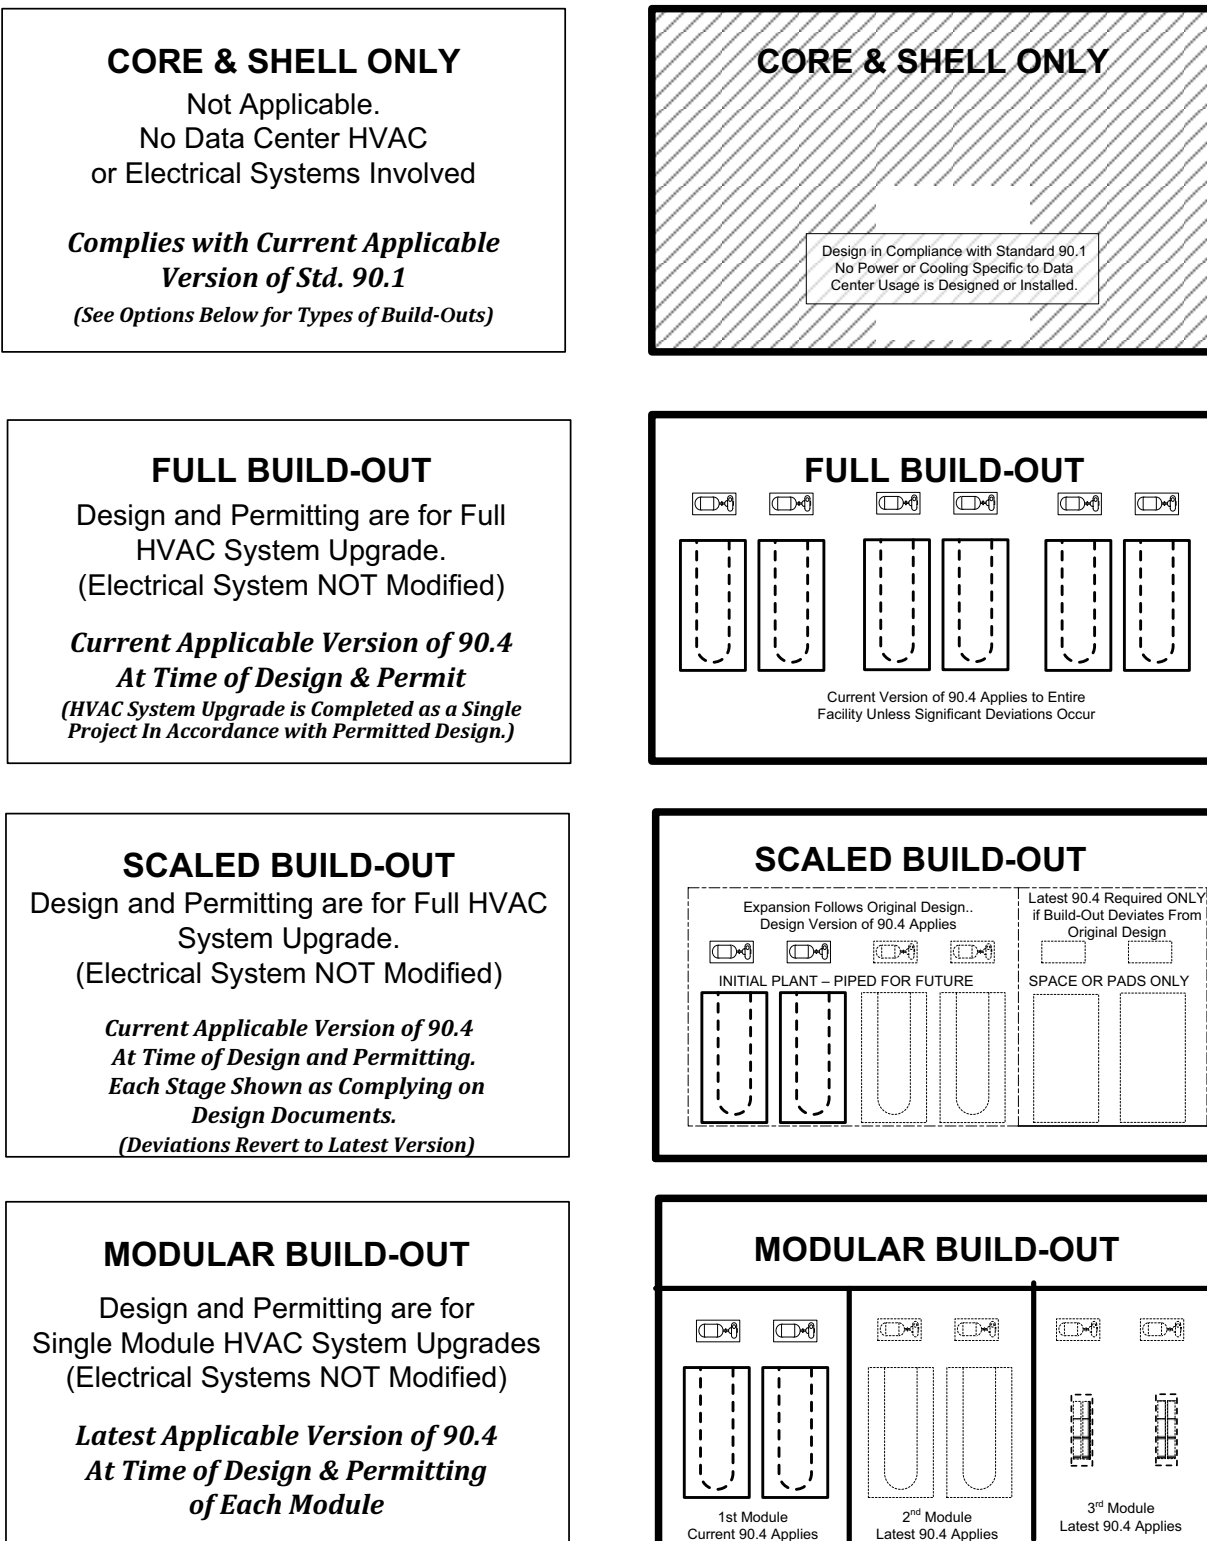 CORE & SHELL ONLY
Not Applicable.
No Data Center HVAC
or Electrical Systems Involved
Complies with Current Applicable
Version of Std. 90.1
(See Options Below for Types of Build-Outs)
CORE & SHELL ONLY
Design in Compliance with Standard 90.1
No Power or Cooling Specific to Data
Center Usage is Designed or Installed.
FULL BUILD-OUT
Design and Permitting are for Full
HVAC System Upgrade.
(Electrical System NOT Modified)
Current Applicable Version of 90.4
At Time of Design & Permit
(HVAC System Upgrade is Completed as a Single
Project In Accordance with Permitted Design.)
FULL BUILD-OUT
Current Version of 90.4 Applies to Entire
Facility Unless Significant Deviations Occur
SCALED BUILD-OUT
Design and Permitting are for Full HVAC
System Upgrade.
(Electrical System NOT Modified)
Current Applicable Version of 90.4
At Time of Design and Permitting.
Each Stage Shown as Complying on
Design Documents.
(Deviations Revert to Latest Version)
SCALED BUILD-OUT
Expansion Follows Original Design..
Design Version of 90.4 Applies
Latest 90.4 Required ONLY
if Build-Out Deviates From
Original Design
INITIAL PLANT – PIPED FOR FUTURE
SPACE OR PADS ONLY
MODULAR BUILD-OUT
Design and Permitting are for
Single Module HVAC System Upgrades
(Electrical Systems NOT Modified)
Latest Applicable Version of 90.4
At Time of Design & Permitting
of Each Module
MODULAR BUILD-OUT
1st Module
Current 90.4 Applies
2nd Module
Latest 90.4 Applies
3rd Module
Latest 90.4 Applies